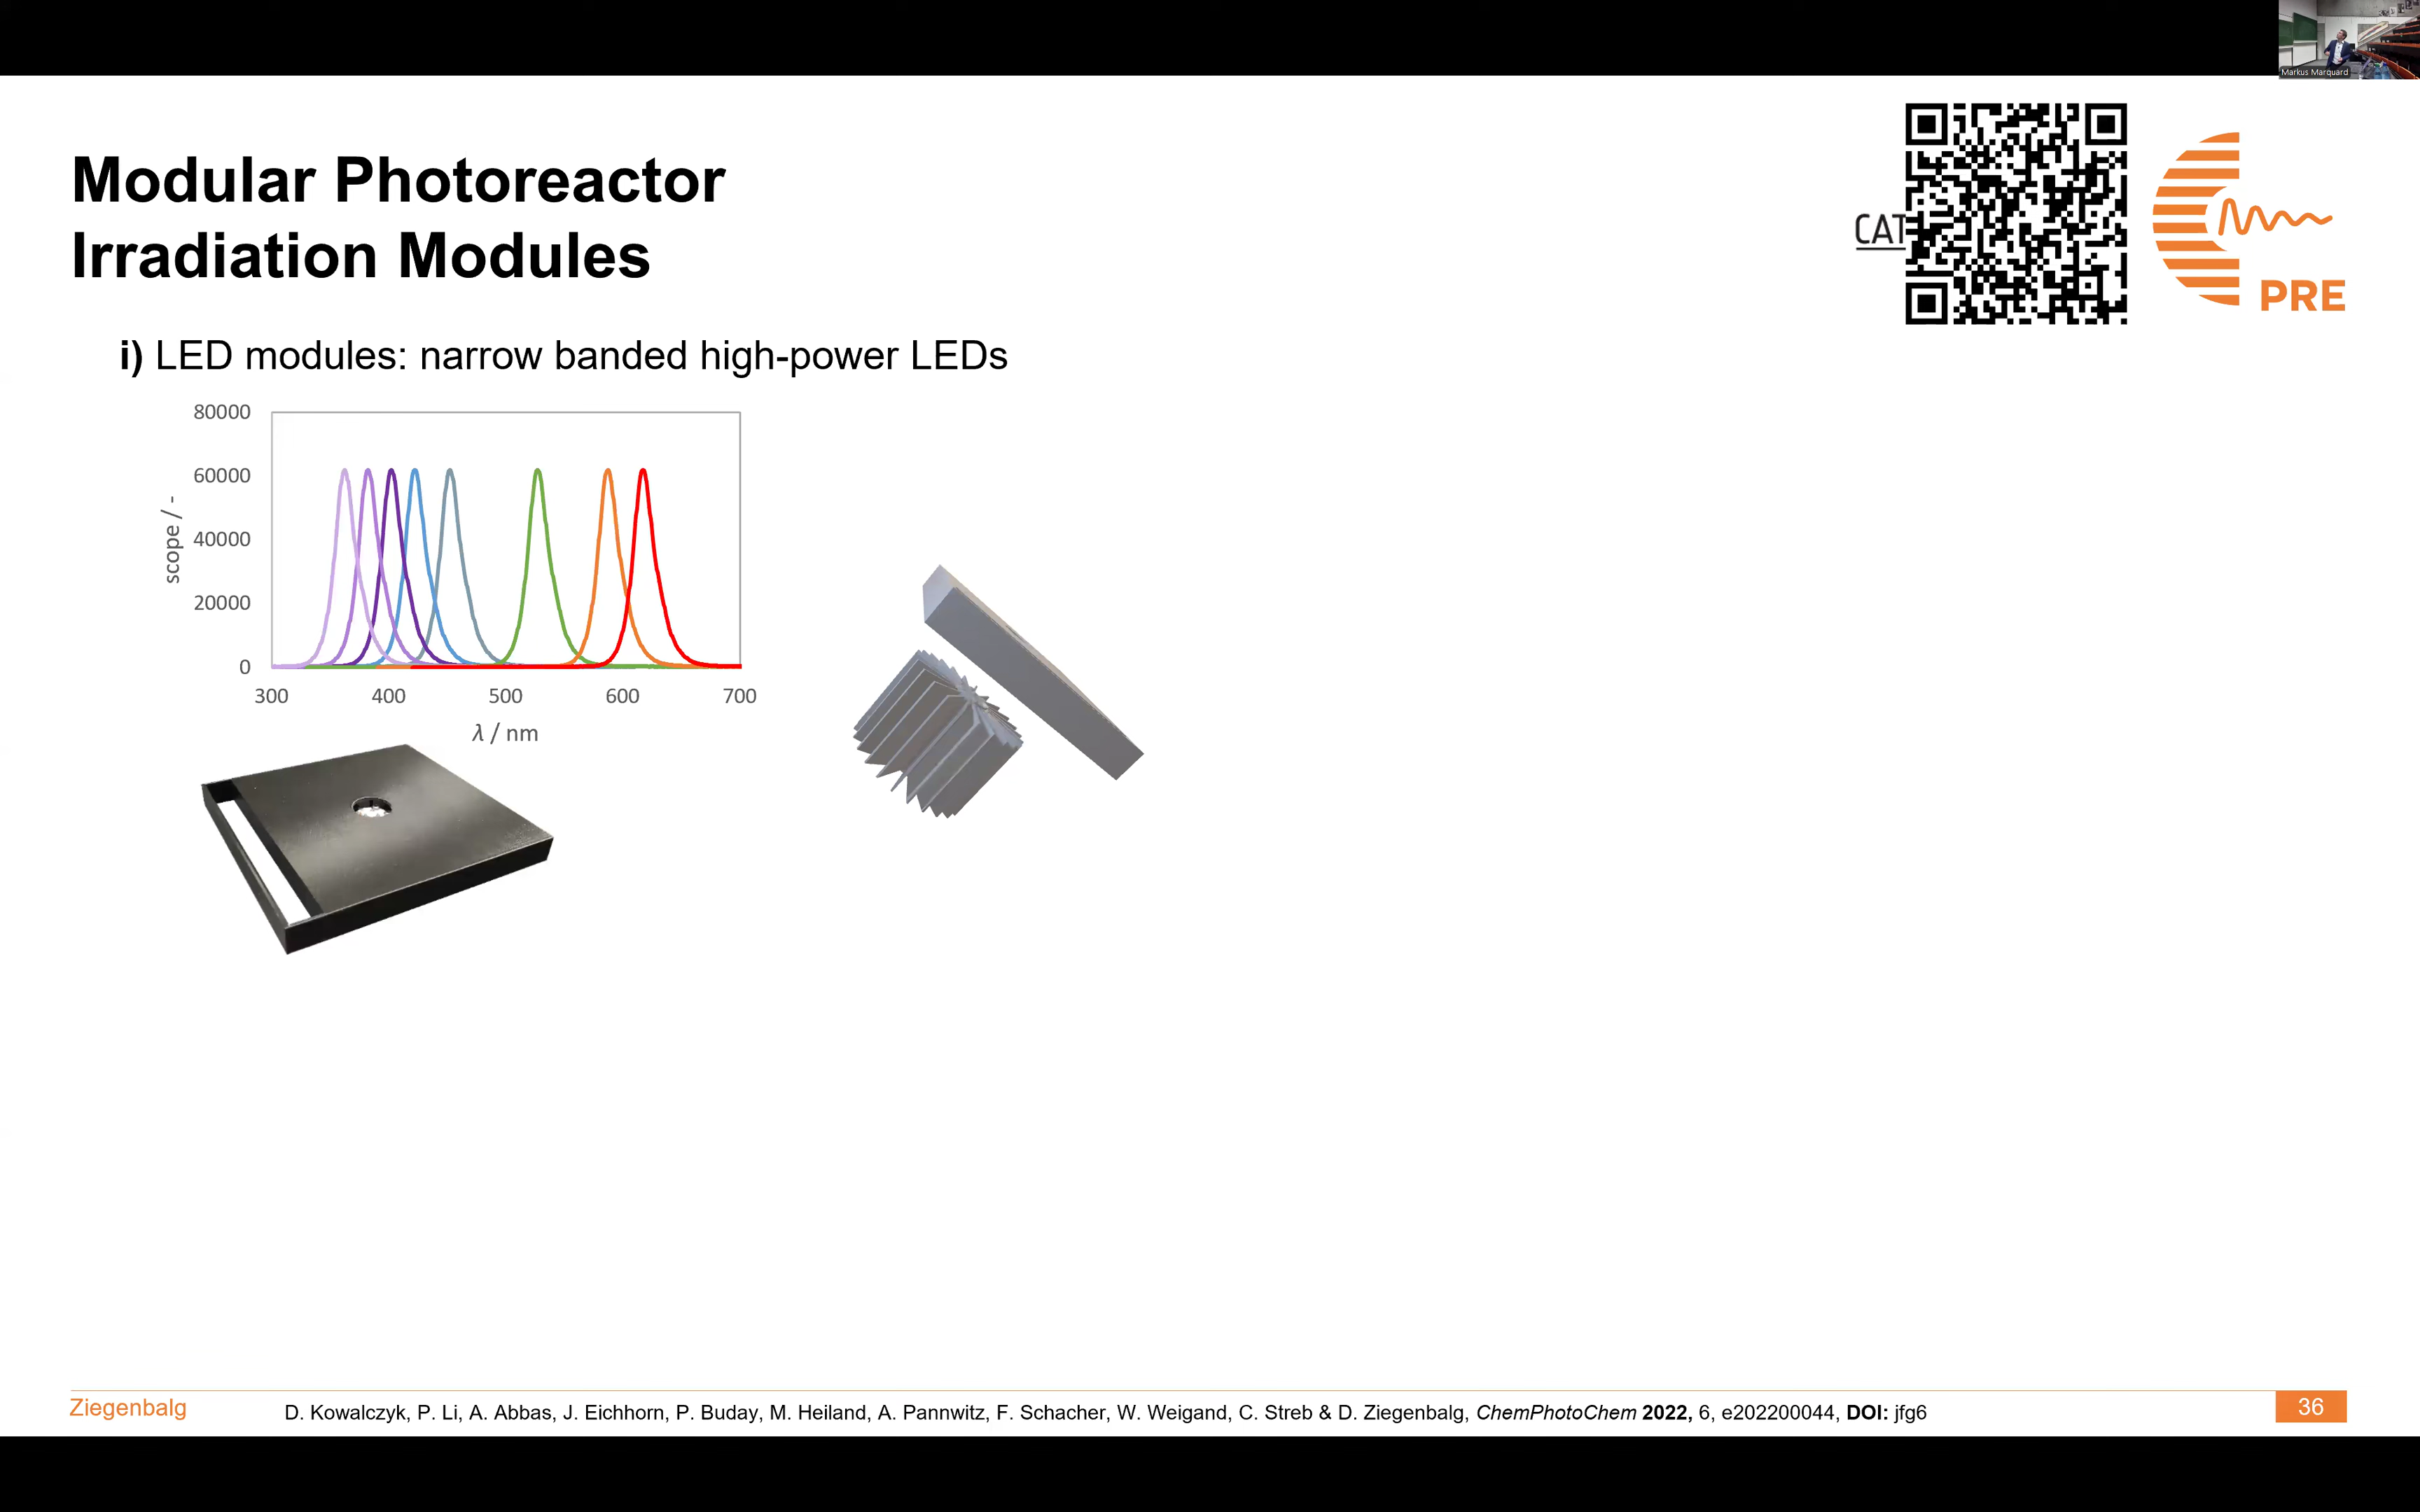 Markus Marquard
Modular Photoreactor
Irradiation Modules
CAT
PRE
i) LED modules: narrow banded high-power LEDs
80000
60000
40000
20000
0
scope / -
300 400 500 600 700
λ / nm
Ziegenbalg
D. Kowalczyk, P. Li, A. Abbas, J. Eichhorn, P. Buday, M. Heiland, A. Pannwitz, F. Schacher, W. Weigand, C. Streb & D. Ziegenbalg, ChemPhotoChem 2022, 6, e202200044, DOI: jfg6
36